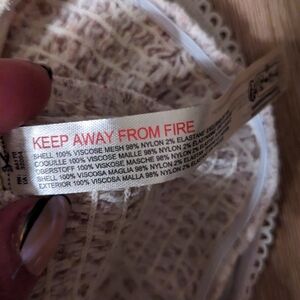 KEEP AWAY FROM FIRE
SHELL 100% VISCOSE MESH 98% NYLON 2% ELASTANE
COQUILLE 100% VISCOSE MAILLE 98% NYLON 2%
OBERSTOFF 100% VISKOSE MASCHE 98% NYLON 2%
SHELL 100% VISCOSA MAGLIA 98% NYLON 2%
EXTERIOR 100% VISCOSA MALLA 98% NYLON 2%